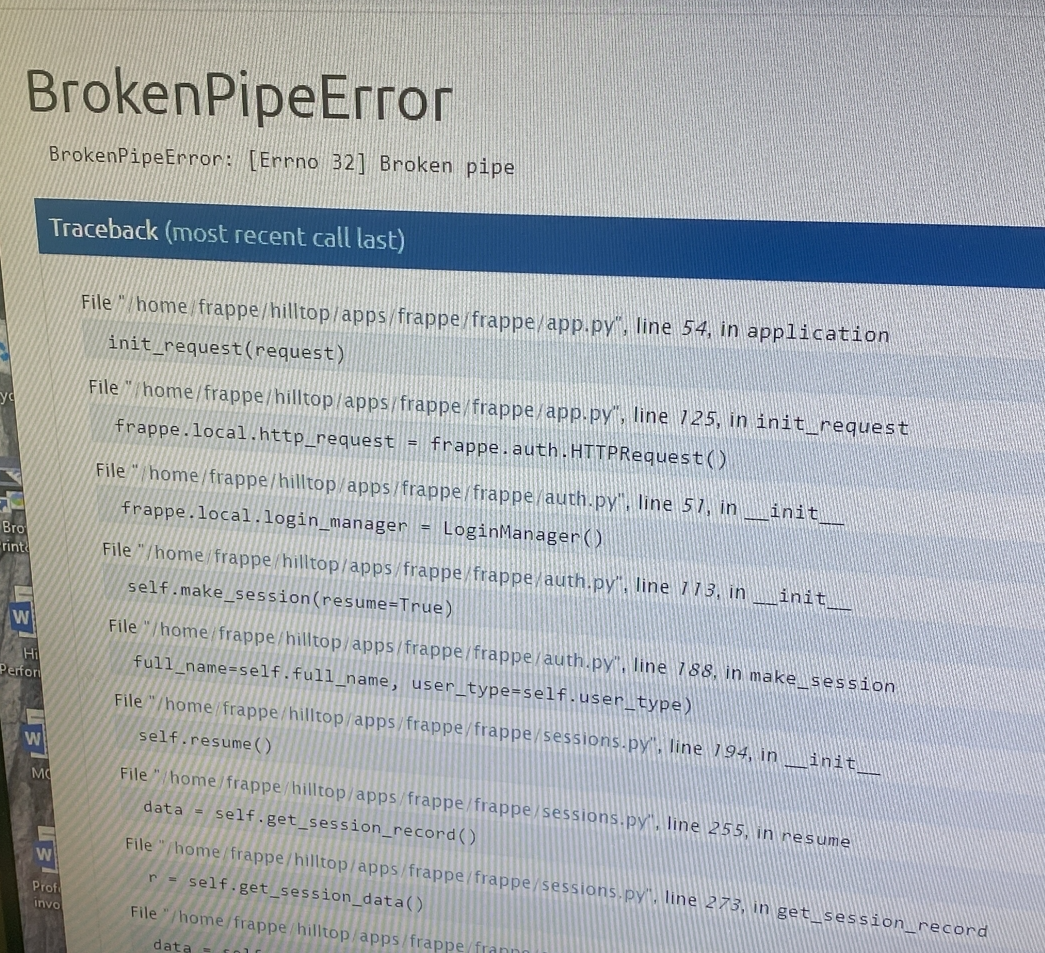 BrokenPipeError
BrokenPipeError: [Errno 32] Broken pipe
Traceback (most recent call last)
File "/home/frappe/hilltop/apps/frappe/frappe/app.py", line 54, in application
init_request(request)
File "/home/frappe/hilltop/apps/frappe/frappe/app.py", line 125, in init_request
frappe.local.http_request = frappe.auth.HTTPRequest()
File "/home/frappe/hilltop/apps/frappe/frappe/auth.py", line 51, in __init__
frappe.local.login_manager = LoginManager()
File "/home/frappe/hilltop/apps/frappe/frappe/auth.py", line 113, in __init__
self.make_session(resume=True)
File "/home/frappe/hilltop/apps/frappe/frappe/auth.py", line 188, in make_session
full_name=self.full_name, user_type=self.user_type)
File "/home/frappe/hilltop/apps/frappe/frappe/sessions.py", line 194, in __init__
self.resume()
File "/home/frappe/hilltop/apps/frappe/frappe/sessions.py", line 255, in resume
data = self.get_session_record()
File "/home/frappe/hilltop/apps/frappe/frappe/sessions.py", line 273, in get_session_record
r = self.get_session_data()
File "/home/frappe/hilltop/apps/frappe/
data =
Bro
W
Hi
W
W
Prof
invo